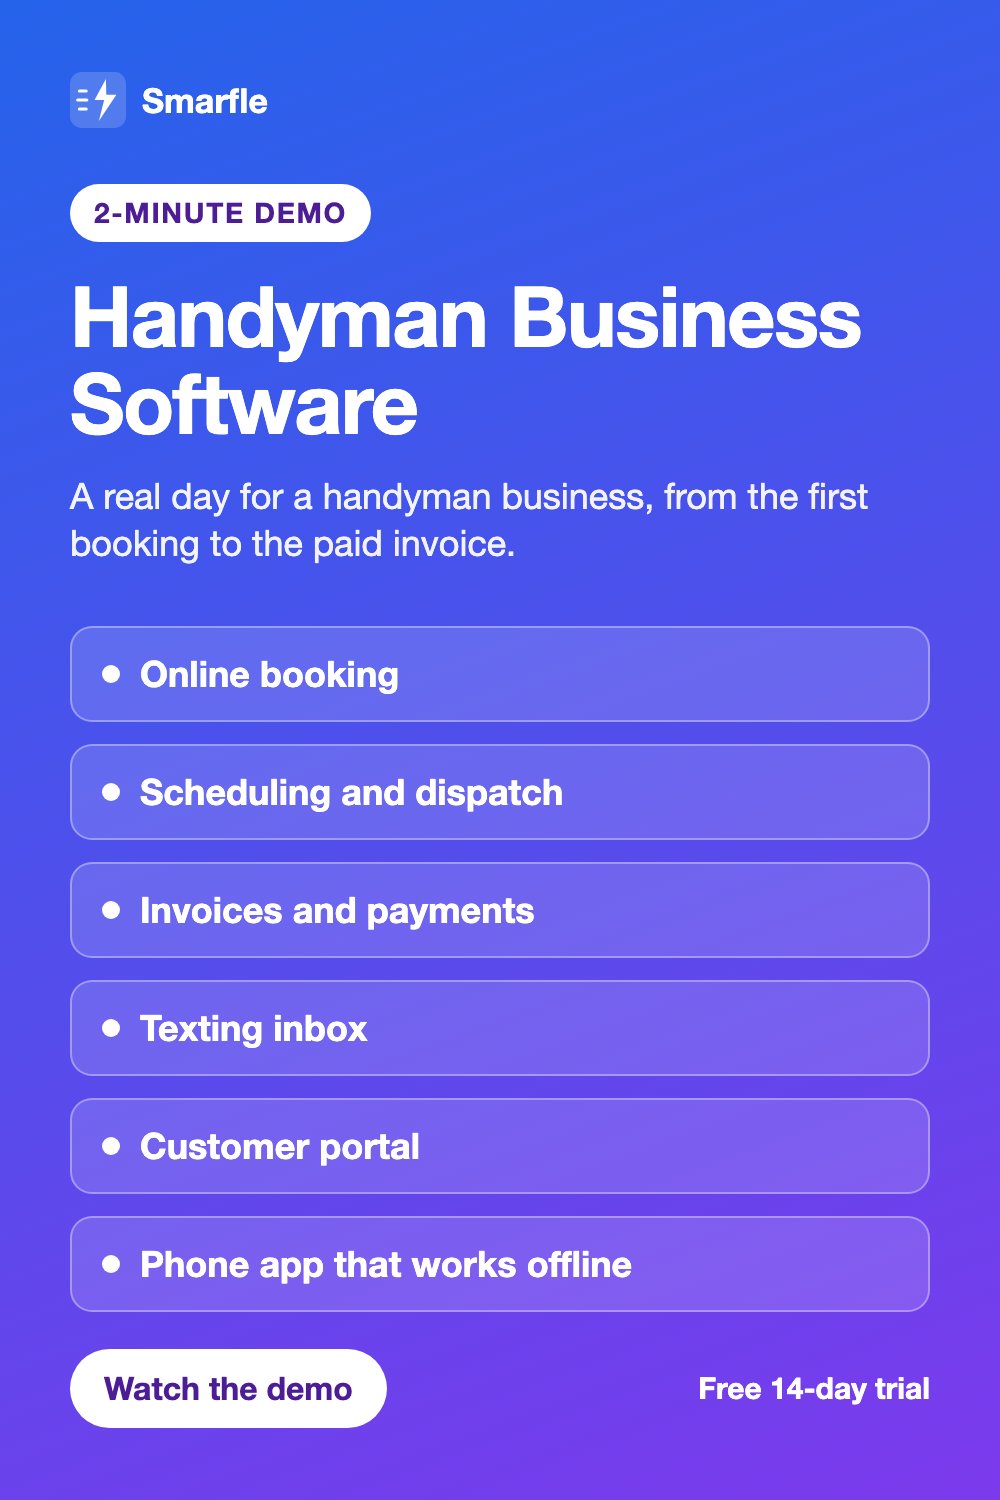 Smarfle
2-MINUTE DEMO
Handyman Business
Software
A real day for a handyman business, from the first
booking to the paid invoice.
Online booking
Scheduling and dispatch
Invoices and payments
Texting inbox
Customer portal
Phone app that works offline
Watch the demo
Free 14-day trial